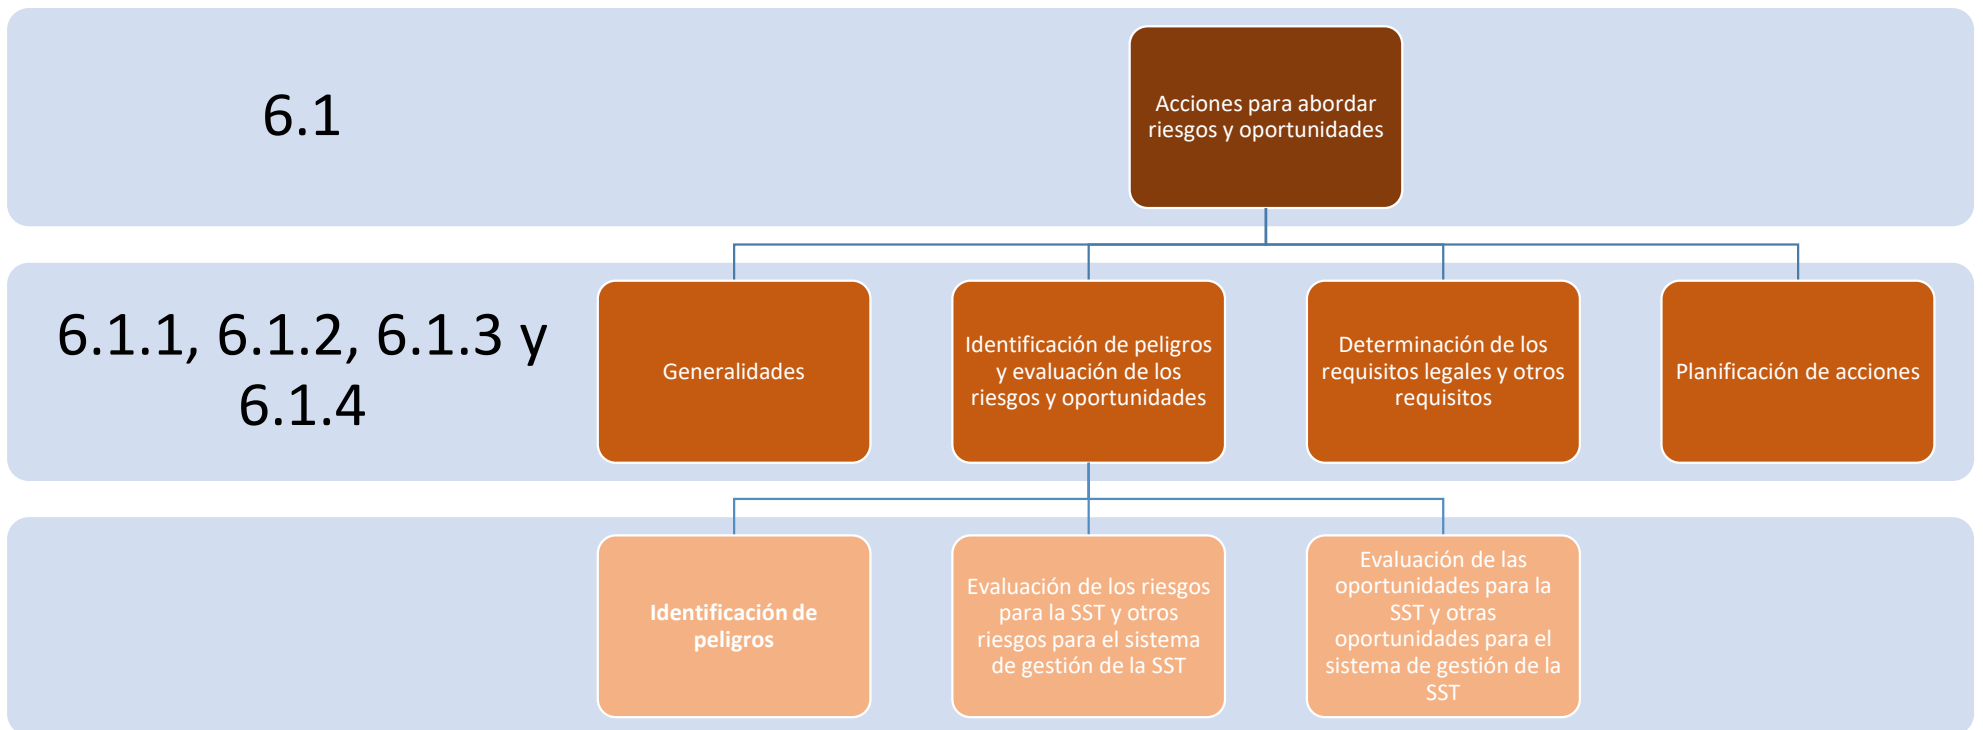 6.1
Acciones para abordar
riesgos y oportunidades
6.1.1, 6.1.2, 6.1.3 y
6.1.4
Generalidades
Identificación de peligros
y evaluación de los
riesgos y oportunidades
Determinación de los
requisitos legales y otros
requisitos
Planificación de acciones
Identificación de
peligros
Evaluación de los riesgos
para la SST y otros
riesgos para el sistema
de gestión de la SST
Evaluación de las
oportunidades para la
SST y otras
oportunidades para el
sistema de gestión de la
SST